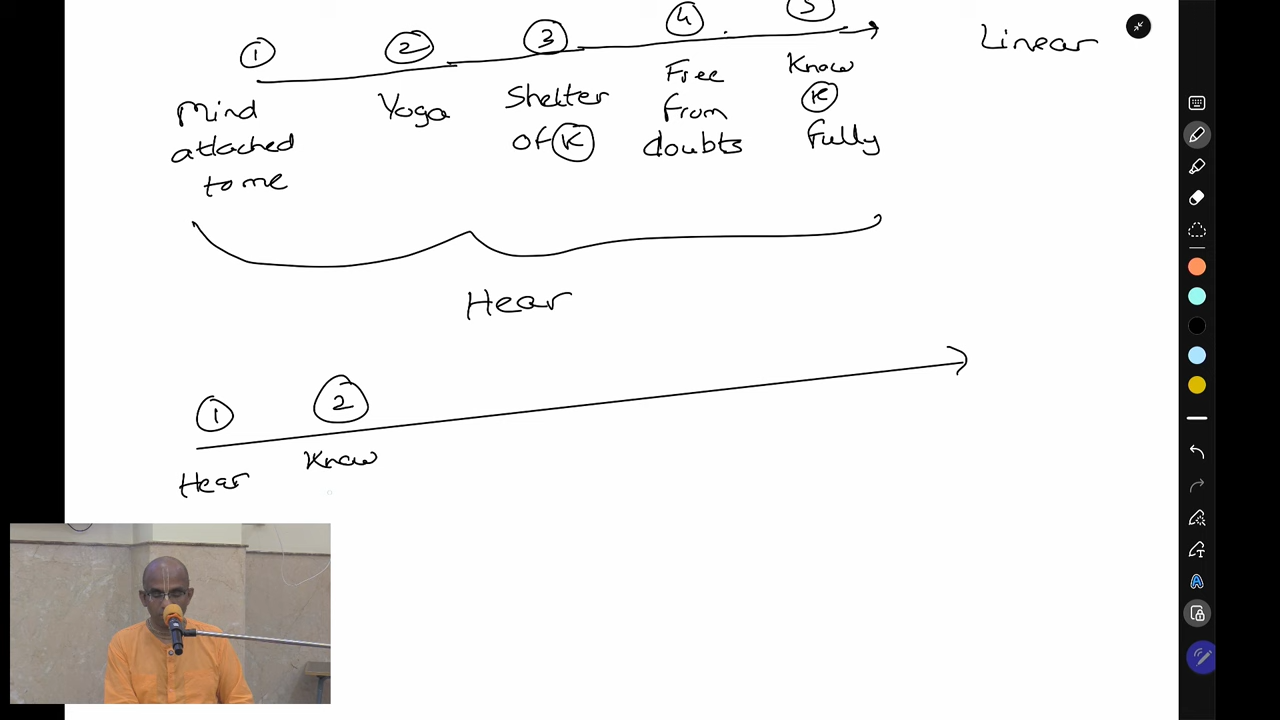 1 2 3 4 5
Linear
Mind attached to me
Yoga
Shelter of K
Free from doubts
Know K fully
Hear
1 2
Hear Know